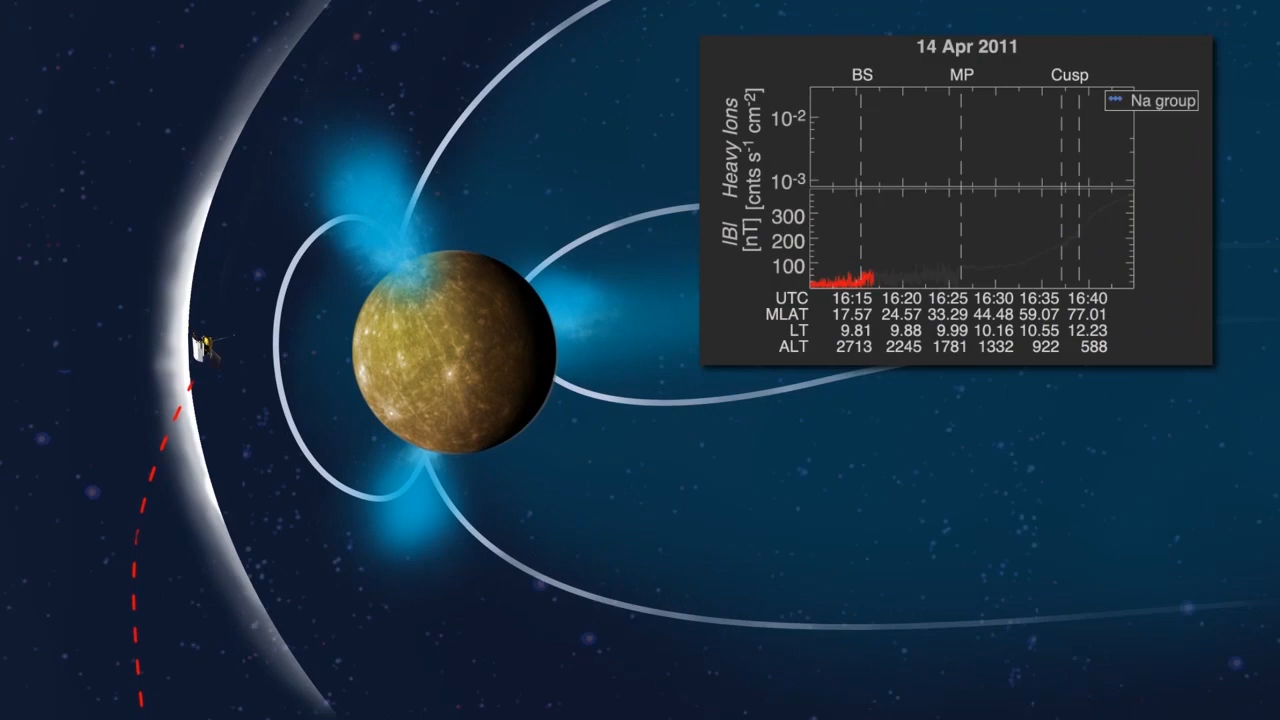 14 Apr 2011
BS MP Cusp
Na group
Heavy Ions
[cnts s⁻¹ cm⁻²]
10⁻²
10⁻³
|B|
[nT]
300
200
100
UTC 16:15 16:20 16:25 16:30 16:35 16:40
MLAT 17.57 24.57 33.29 44.48 59.07 77.01
LT 9.81 9.88 9.99 10.16 10.55 12.23
ALT 2713 2245 1781 1332 922 588